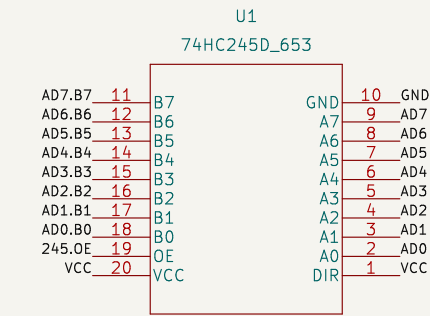 U1
74HC245D_653
AD7.B7 11 B7 GND 10 GND
AD6.B6 12 B6 A7 9 AD7
AD5.B5 13 B5 A6 8 AD6
AD4.B4 14 B4 A5 7 AD5
AD3.B3 15 B3 A4 6 AD4
AD2.B2 16 B2 A3 5 AD3
AD1.B1 17 B1 A2 4 AD2
AD0.B0 18 B0 A1 3 AD1
245.OE 19 OE A0 2 AD0
VCC 20 VCC DIR 1 VCC